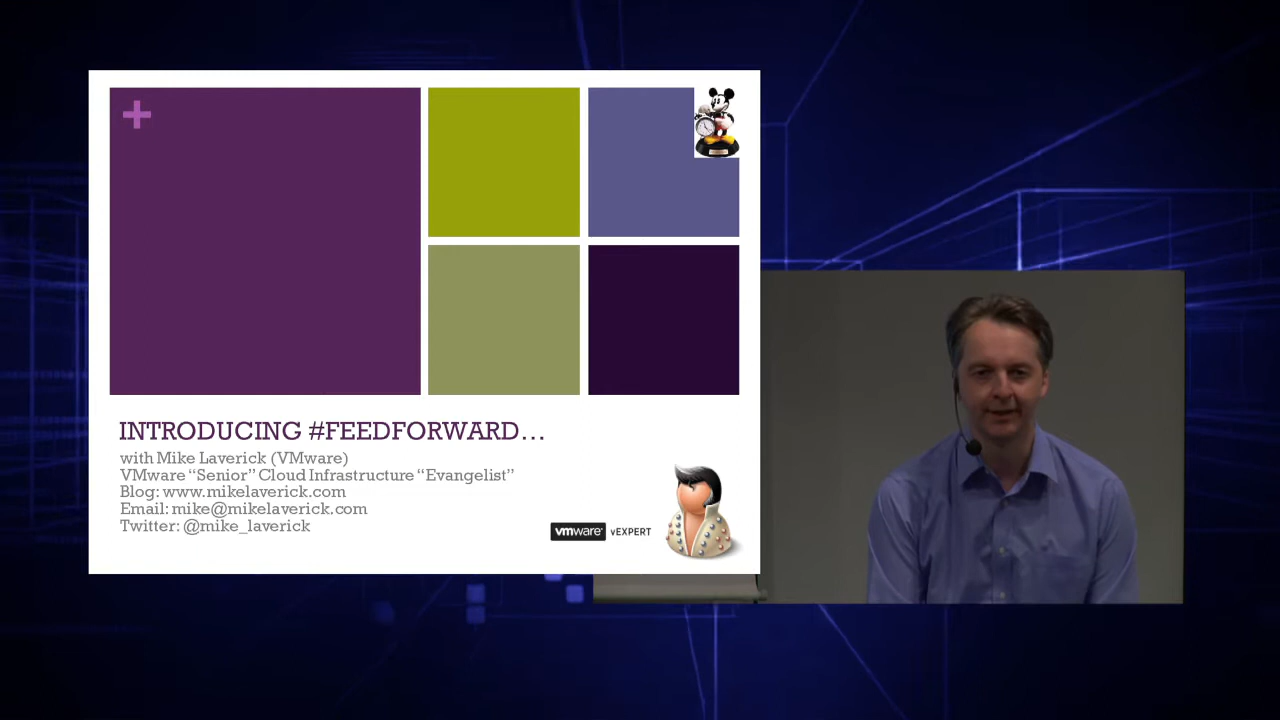 +
INTRODUCING #FEEDFORWARD…
with Mike Laverick (VMware)
VMware “Senior” Cloud Infrastructure “Evangelist”
Blog: www.mikelaverick.com
Email: mike@mikelaverick.com
Twitter: @mike_laverick
vmware vEXPERT